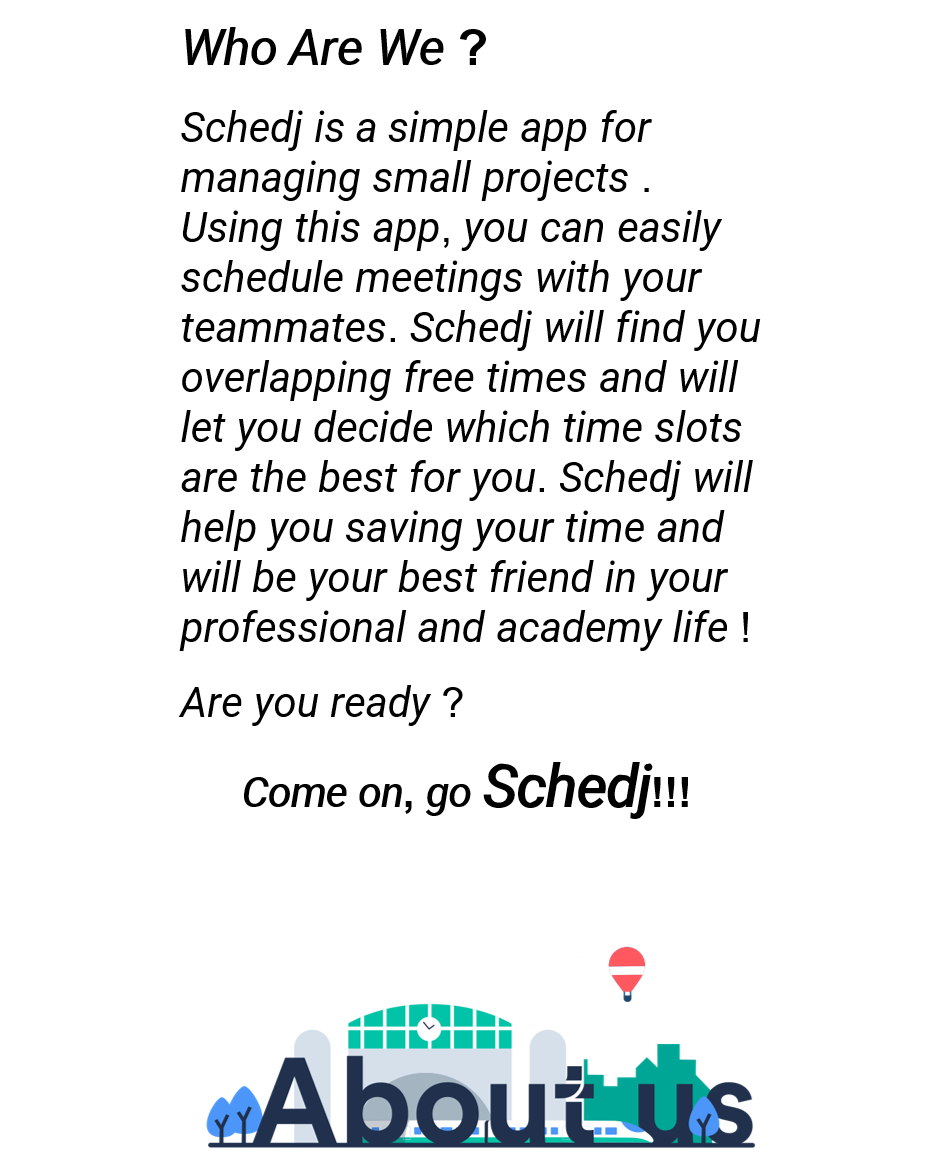 Who Are We ?
Schedj is a simple app for
managing small projects .
Using this app, you can easily
schedule meetings with your
teammates. Schedj will find you
overlapping free times and will
let you decide which time slots
are the best for you. Schedj will
help you saving your time and
will be your best friend in your
professional and academy life !
Are you ready ?
Come on, go Schedj!!!
About us